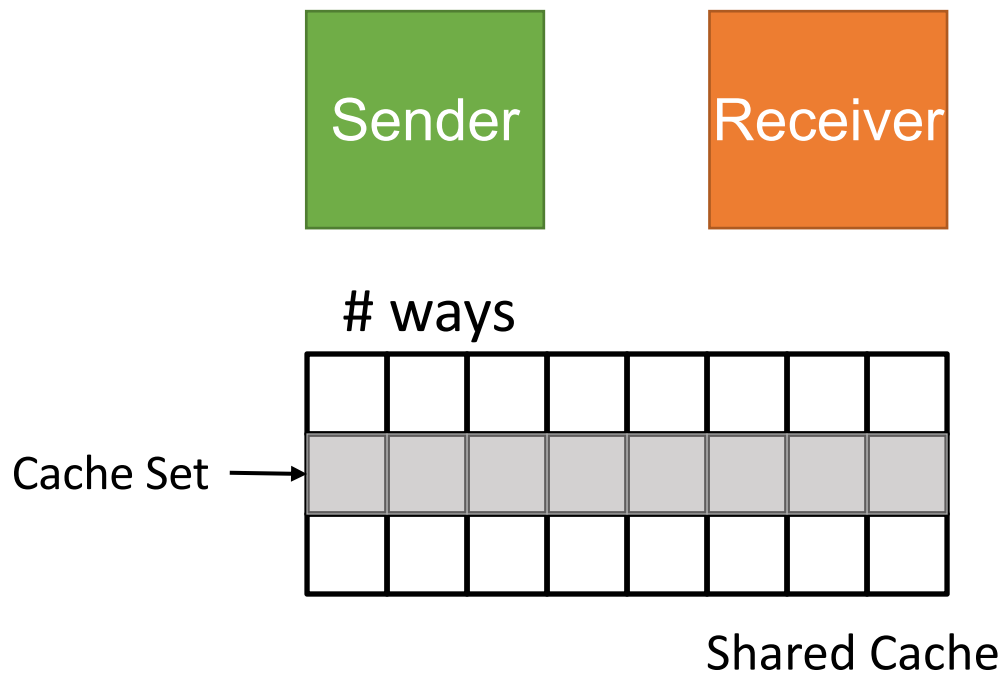 Sender
Receiver
# ways
Cache Set
Shared Cache